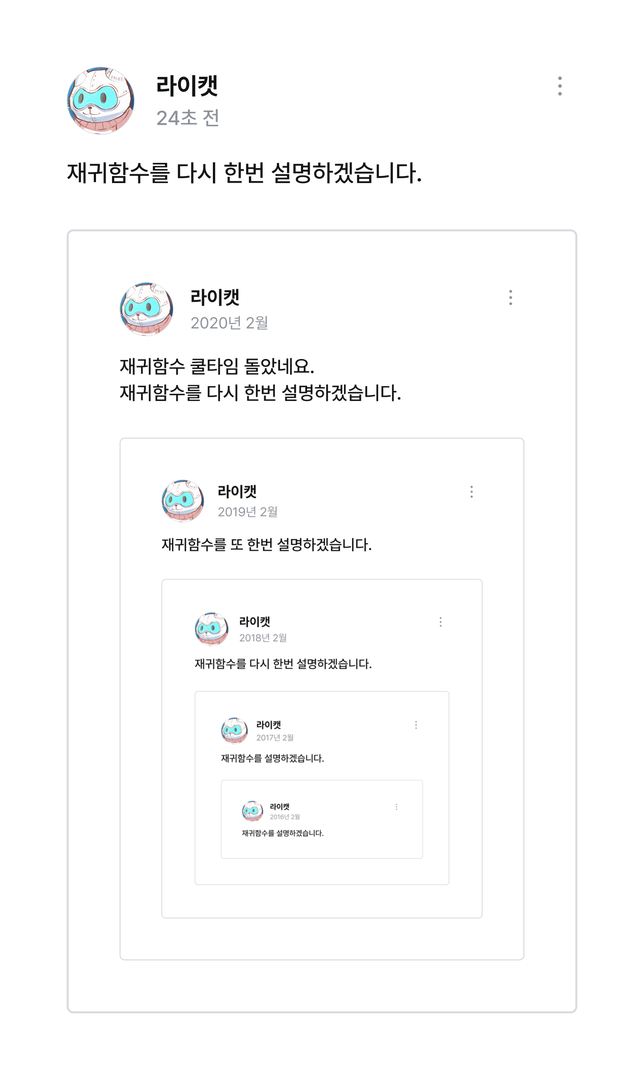 라이캣
24초 전
재귀함수를 다시 한번 설명하겠습니다.
라이캣
2020년 2월
재귀함수 쿨타임 돌았네요.
재귀함수를 다시 한번 설명하겠습니다.
라이캣
2019년 2월
재귀함수를 또 한번 설명하겠습니다.
라이캣
2018년 2월
재귀함수를 다시 한번 설명하겠습니다.
라이캣
2017년 2월
재귀함수를 설명하겠습니다.
라이캣
2016년 2월
재귀함수를 설명하겠습니다.